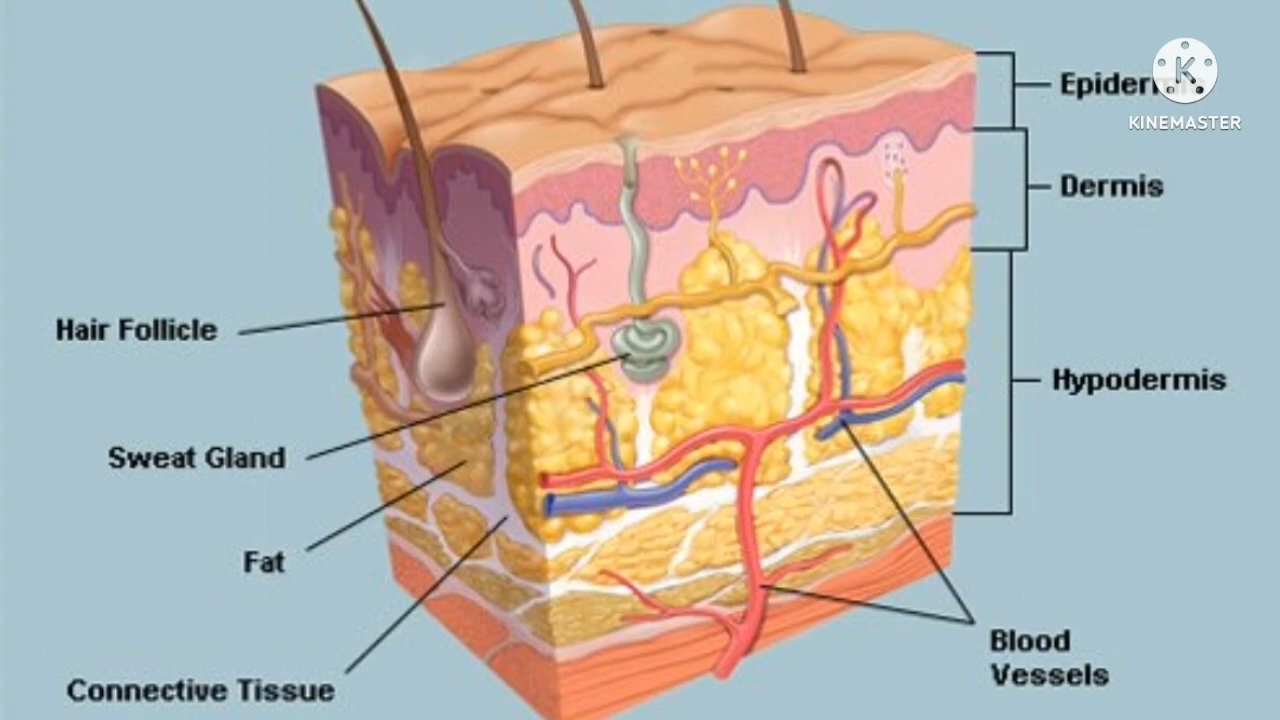 KINEMASTER
Dermis
Hair Follicle
Hypodermis
Sweat Gland
Fat
Blood
Vessels
Connective Tissue